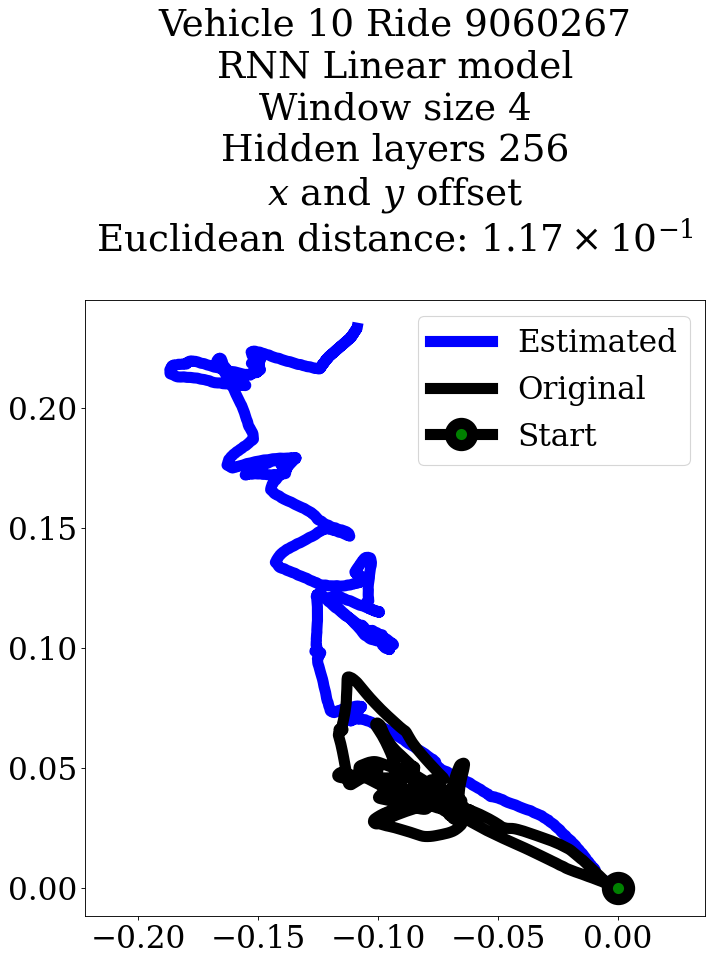 Vehicle 10 Ride 9060267
RNN Linear model
Window size 4
Hidden layers 256
x and y offset
Euclidean distance: 1.17 × 10⁻¹
Estimated
Original
Start
0.20
0.15
0.10
0.05
0.00
−0.20 −0.15 −0.10 −0.05 0.00